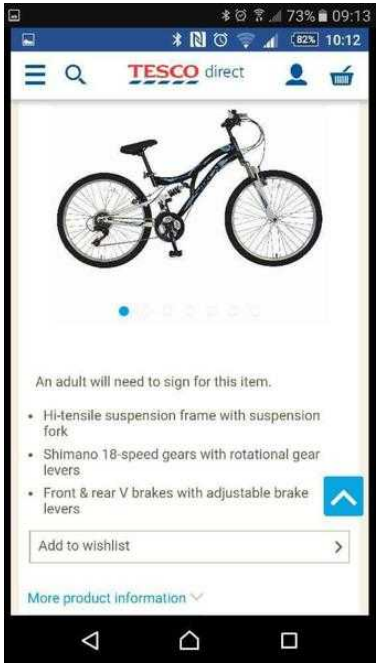 73% 09:13
82% 10:12
TESCO direct
An adult will need to sign for this item.
• Hi-tensile suspension frame with suspension
fork
• Shimano 18-speed gears with rotational gear
levers
• Front & rear V brakes with adjustable brake
levers
Add to wishlist
More product information